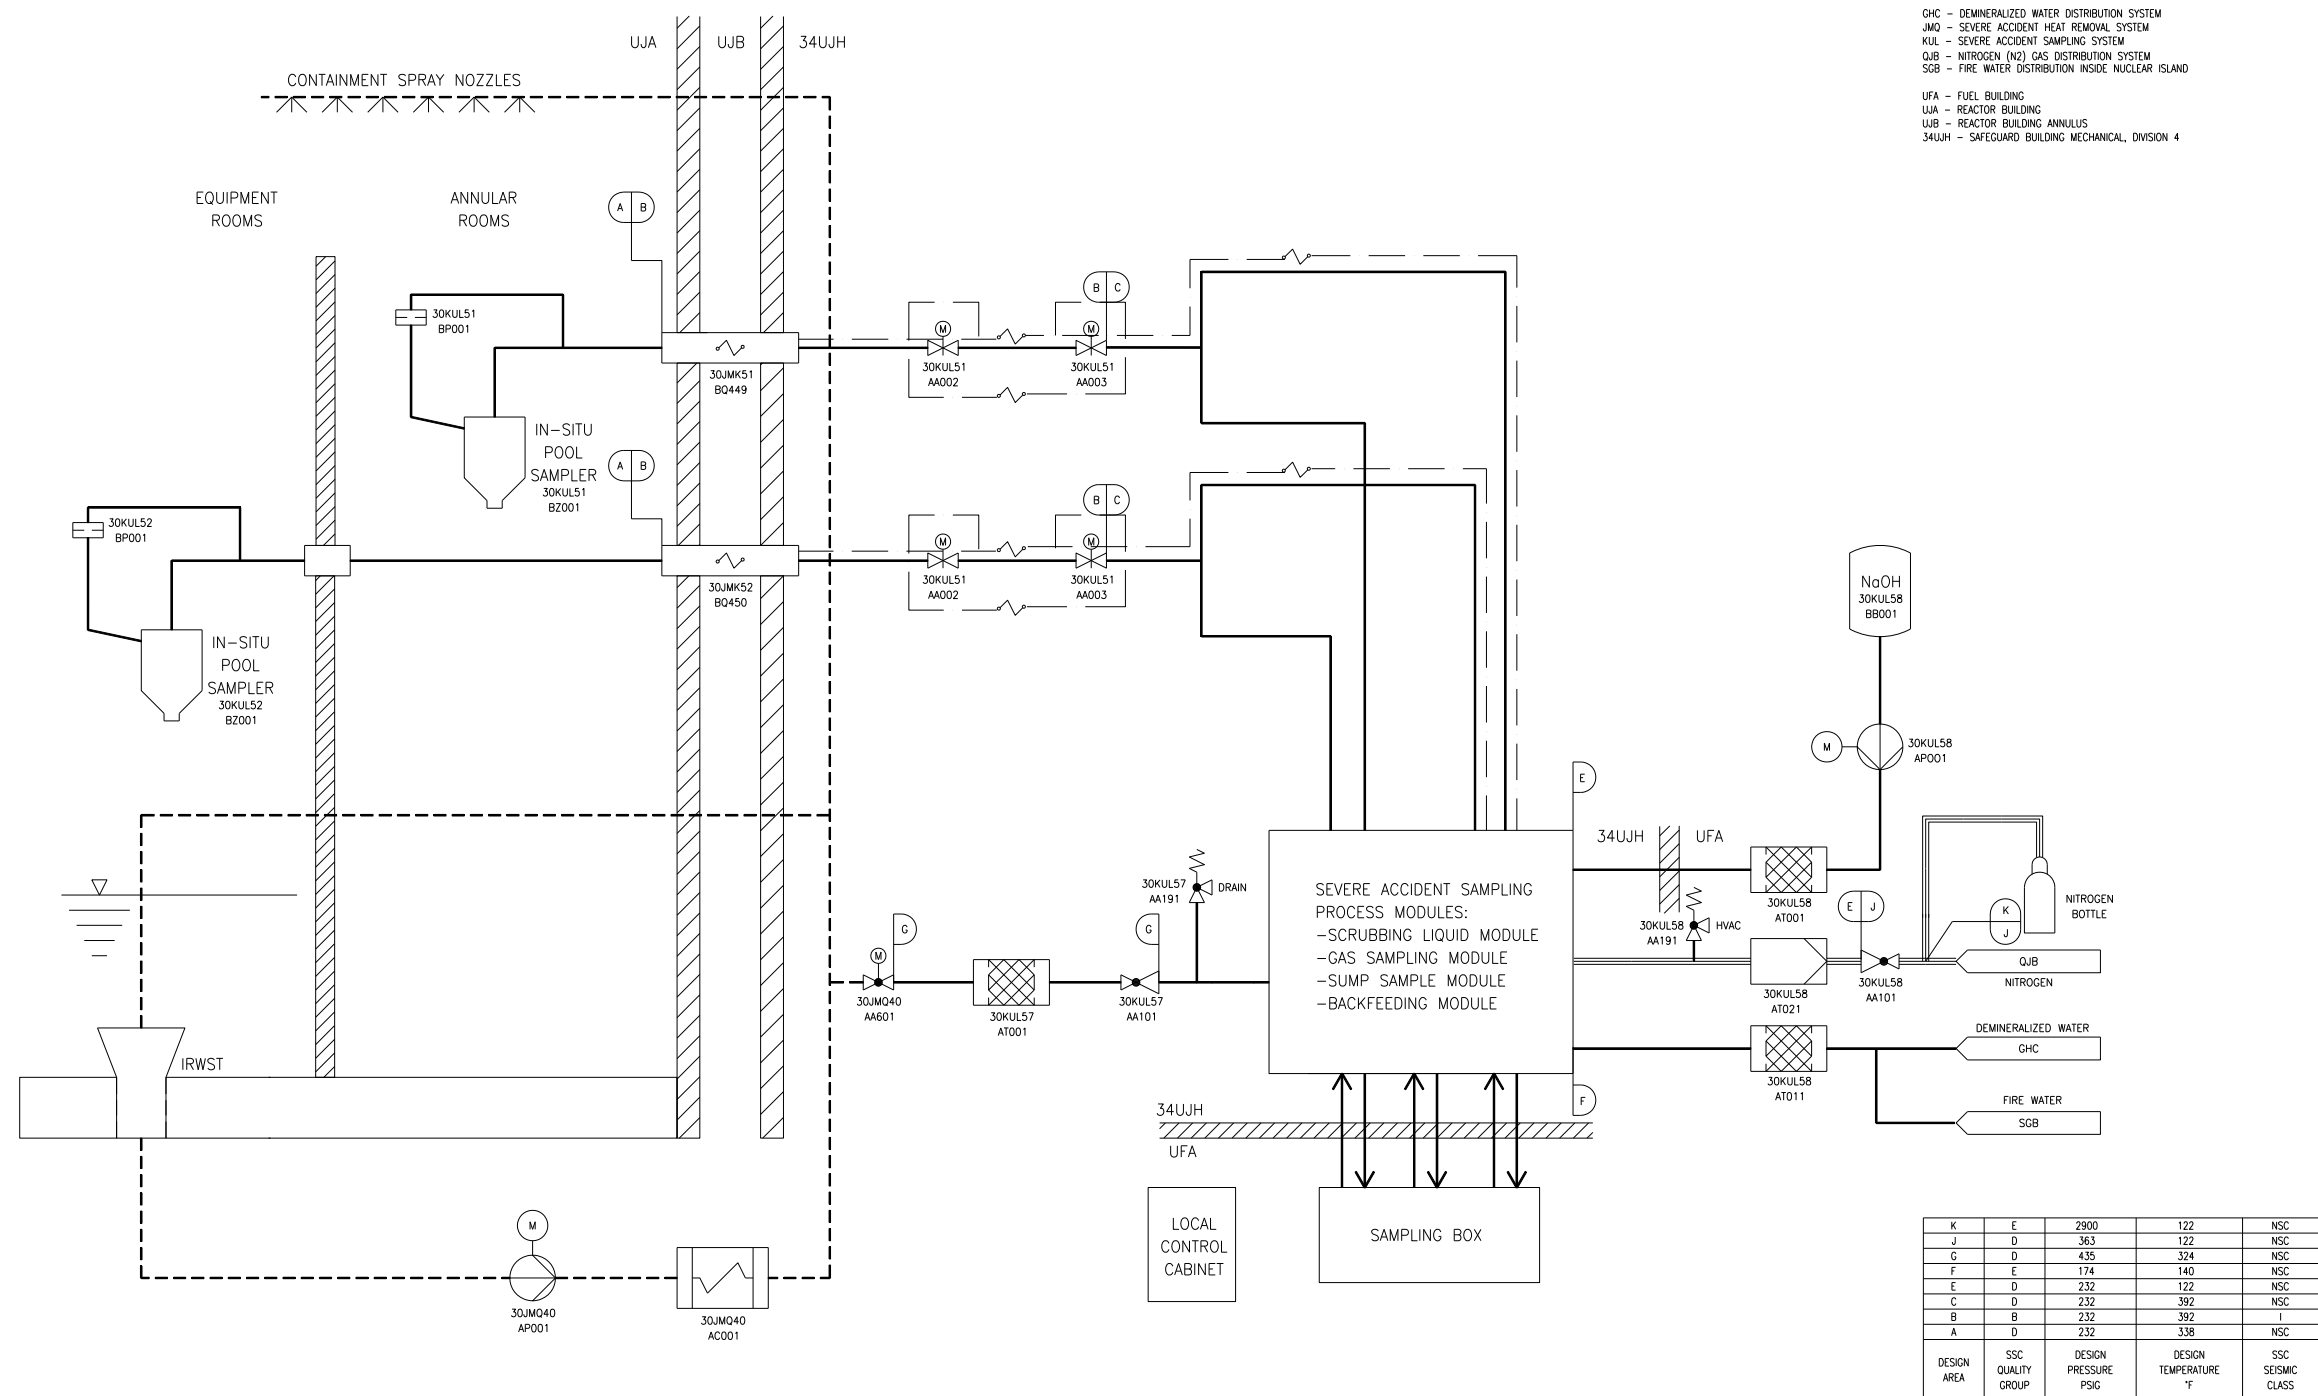 GHC – DEMINERALIZED WATER DISTRIBUTION SYSTEM
JMQ – SEVERE ACCIDENT HEAT REMOVAL SYSTEM
KUL – SEVERE ACCIDENT SAMPLING SYSTEM
QJB – NITROGEN (N2) GAS DISTRIBUTION SYSTEM
SGB – FIRE WATER DISTRIBUTION INSIDE NUCLEAR ISLAND
UFA – FUEL BUILDING
UJA – REACTOR BUILDING
UJB – REACTOR BUILDING ANNULUS
34UJH – SAFEGUARD BUILDING MECHANICAL, DIVISION 4
UJA
UJB
34UJH
CONTAINMENT SPRAY NOZZLES
EQUIPMENT
ROOMS
ANNULAR
ROOMS
A B
30KUL51
BP001
30JMK51
BQ449
M
30KUL51
AA002
B C
M
30KUL51
AA003
IN–SITU
POOL
SAMPLER
30KUL51
BZ001
A B
30KUL52
BP001
30JMK52
BQ450
M
30KUL51
AA002
B C
M
30KUL51
AA003
IN–SITU
POOL
SAMPLER
30KUL52
BZ001
NaOH
30KUL58
BB001
M
30KUL58
AP001
E
34UJH
UFA
30KUL58
AT001
30KUL57
AA191
DRAIN
G
M
30JMQ40
AA601
30KUL57
AT001
G
30KUL57
AA101
SEVERE ACCIDENT SAMPLING
PROCESS MODULES:
–SCRUBBING LIQUID MODULE
–GAS SAMPLING MODULE
–SUMP SAMPLE MODULE
–BACKFEEDING MODULE
30KUL58
AA191
HVAC
E J
K
J
NITROGEN
BOTTLE
30KUL58
AT021
30KUL58
AA101
QJB
NITROGEN
DEMINERALIZED WATER
GHC
30KUL58
AT011
FIRE WATER
SGB
F
IRWST
34UJH
UFA
LOCAL
CONTROL
CABINET
SAMPLING BOX
M
30JMQ40
AP001
30JMQ40
AC001
K E 2900 122 NSC
J D 363 122 NSC
G D 435 324 NSC
F E 174 140 NSC
E D 232 122 NSC
C D 232 392 NSC
B B 232 392 I
A D 232 338 NSC
DESIGN
AREA
SSC
QUALITY
GROUP
DESIGN
PRESSURE
PSIG
DESIGN
TEMPERATURE
°F
SSC
SEISMIC
CLASS